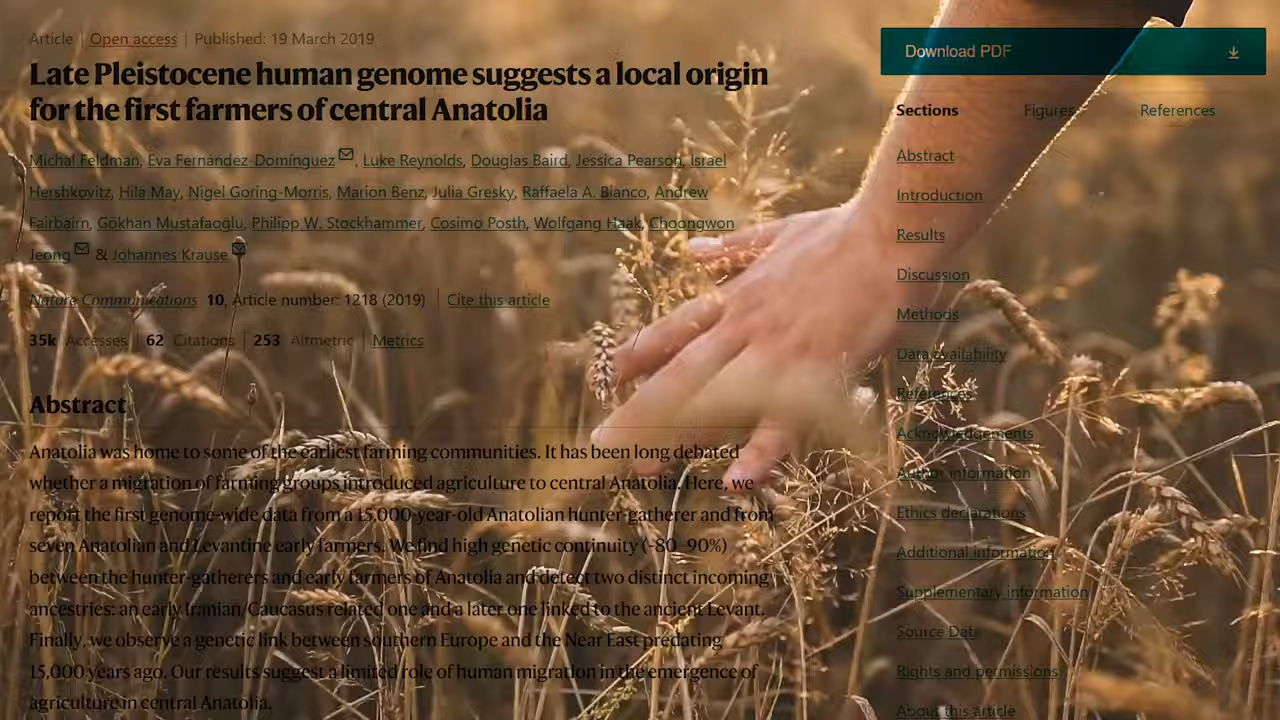 Article | Open access | Published: 19 March 2019
Late Pleistocene human genome suggests a local origin
for the first farmers of central Anatolia
Michal Feldman, Eva Fernández-Domínguez, Luke Reynolds, Douglas Baird, Jessica Pearson, Israel
Hershkovitz, Hila May, Nigel Goring-Morris, Marion Benz, Julia Gresky, Raffaela A. Bianco, Andrew
Fairbairn, Gökhan Mustafaoğlu, Philipp W. Stockhammer, Cosimo Posth, Wolfgang Haak, Choongwon
Jeong & Johannes Krause
Nature Communications 10, Article number: 1218 (2019) | Cite this article
35k Accesses | 62 Citations | 253 Altmetric | Metrics
Abstract
Anatolia was home to some of the earliest farming communities. It has been long debated
whether a migration of farming groups introduced agriculture to central Anatolia. Here, we
report the first genome-wide data from a 15,000-year-old Anatolian hunter-gatherer and from
seven Anatolian and Levantine early farmers. We find high genetic continuity (~80–90%)
between the hunter-gatherers and early farmers of Anatolia and detect two distinct incoming
ancestries: an early Iranian/Caucasus related one and a later one linked to the ancient Levant.
Finally, we observe a genetic link between southern Europe and the Near East predating
15,000 years ago. Our results suggest a limited role of human migration in the emergence of
agriculture in central Anatolia.
Download PDF
Sections Figures References
Abstract
Introduction
Results
Discussion
Methods
Data availability
References
Acknowledgements
Author information
Ethics declarations
Additional information
Supplementary information
Source Data
Rights and permissions
About this article